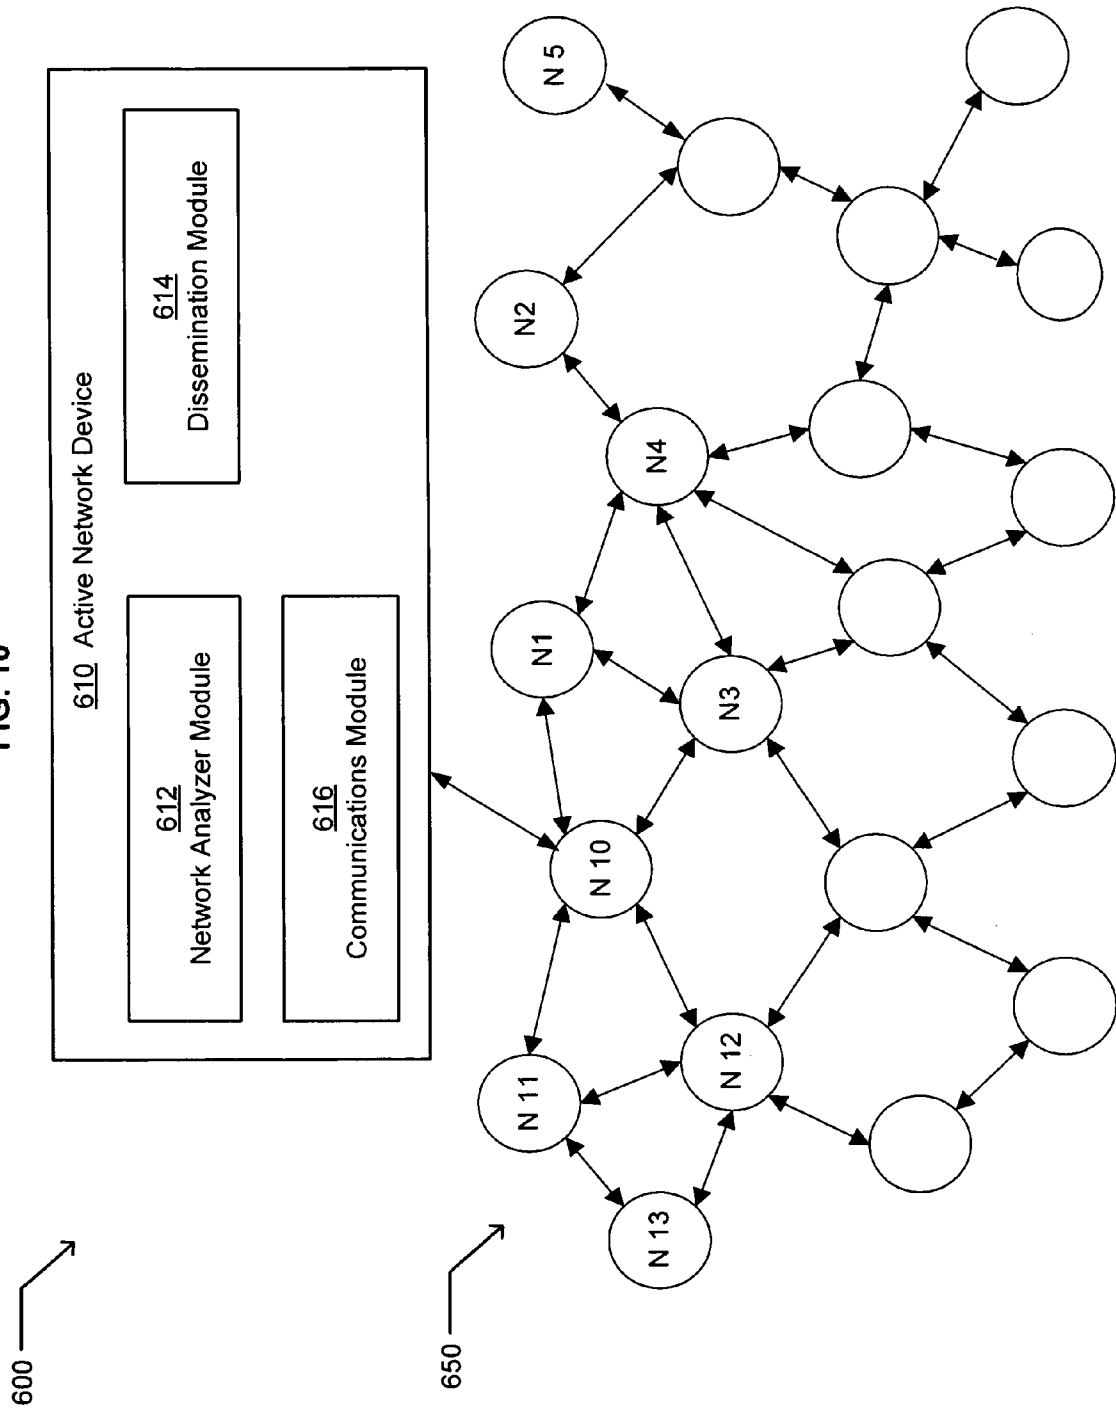 600
610 Active Network Device
612
Network Analyzer Module
614
Dissemination Module
616
Communications Module
650
N 13
N 11
N 12
N 10
N1
N3
N4
N2
N 5